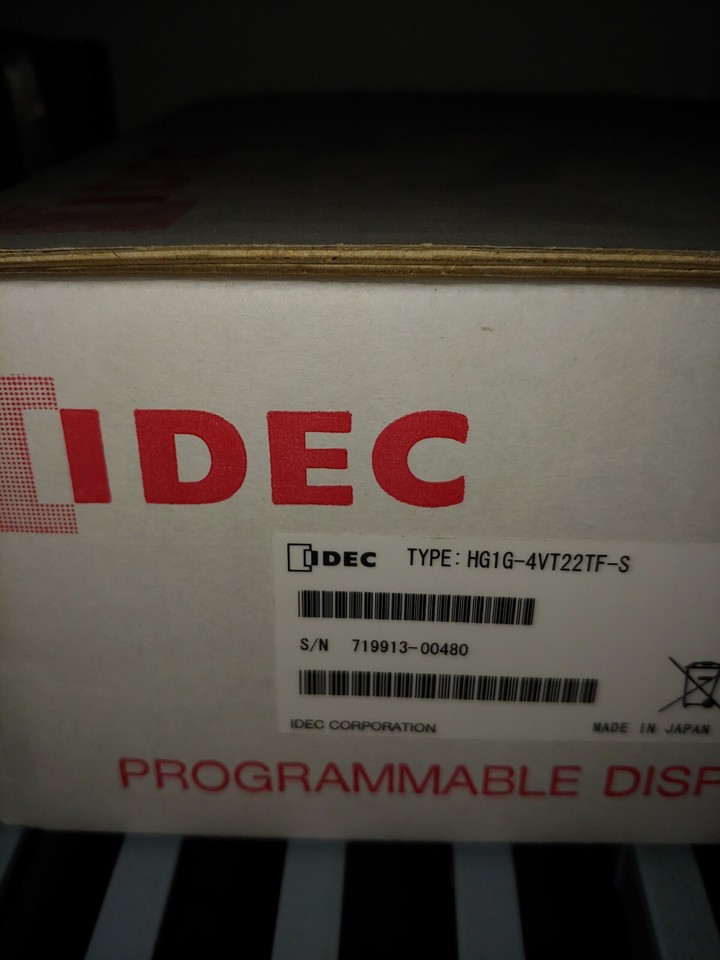 IDEC
IDEC TYPE: HG1G-4VT22TF-S
S/N 719913-00480
IDEC CORPORATION MADE IN JAPAN
PROGRAMMABLE DISP